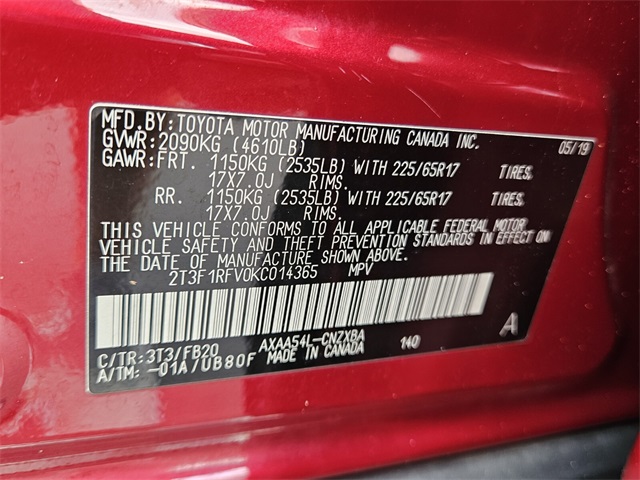 MFD. BY: TOYOTA MOTOR MANUFACTURING CANADA INC. 05/19
GVWR: 2090KG (4610LB)
GAWR: FRT. 1150KG (2535LB) WITH 225/65R17 TIRES.
17X7.0J RIMS.
RR. 1150KG (2535LB) WITH 225/65R17 TIRES.
17X7.0J RIMS.
THIS VEHICLE CONFORMS TO ALL APPLICABLE FEDERAL MOTOR
VEHICLE SAFETY AND THEFT PREVENTION STANDARDS IN EFFECT ON
THE DATE OF MANUFACTURE SHOWN ABOVE.
2T3F1RFV0KC014365 MPV
A
C/TR: 3T3/FB20 AXAA54L-CNZXBA 140
A/TM: -01A/UB80F MADE IN CANADA